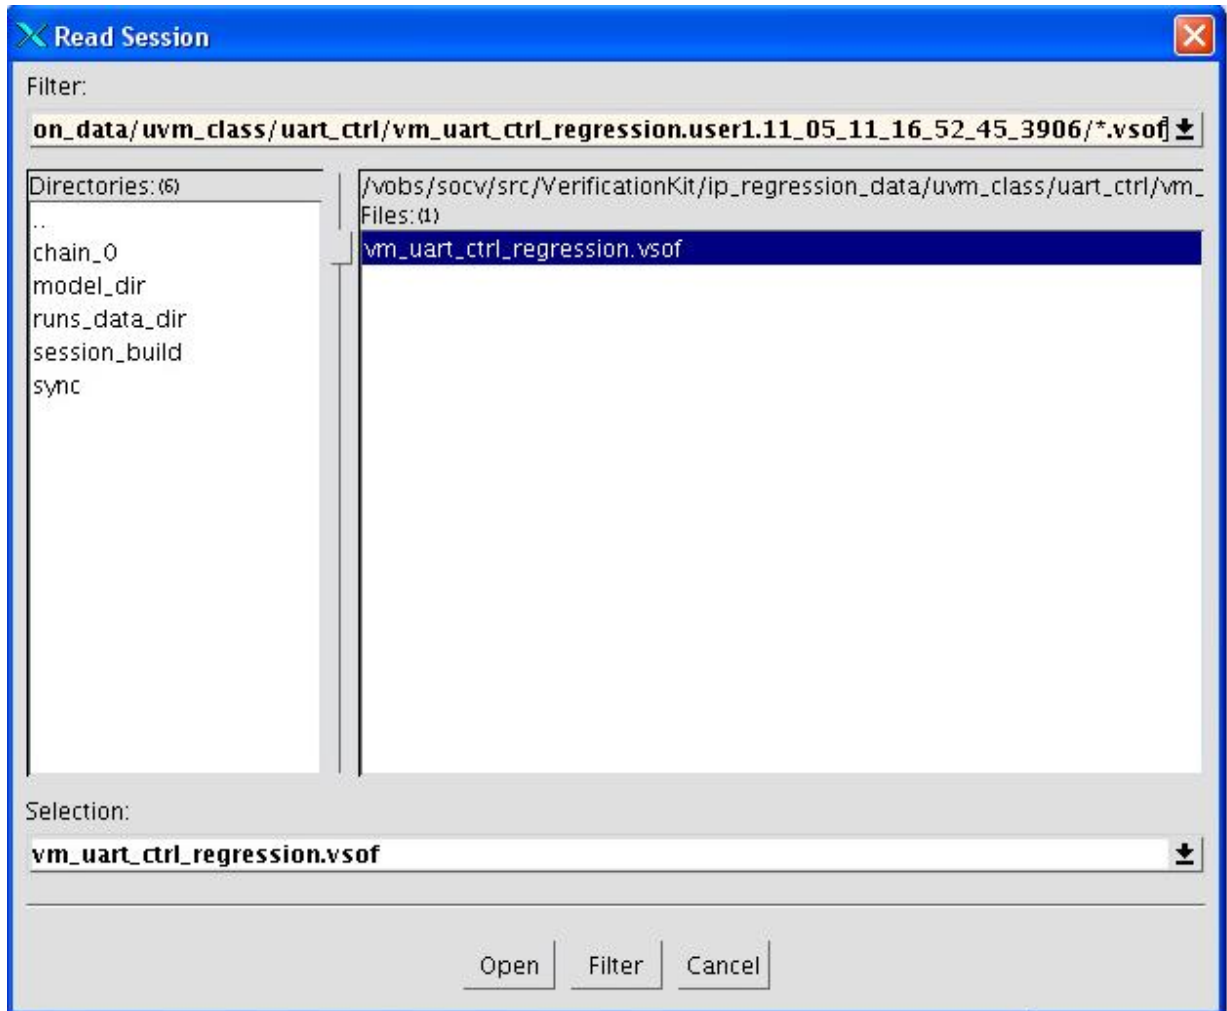 Read Session
Filter:
on_data/uvm_class/uart_ctrl/vm_uart_ctrl_regression.user1.11_05_11_16_52_45_3906/*.vsof
Directories: (6)
..
chain_0
model_dir
runs_data_dir
session_build
sync
/vobs/socv/src/VerificationKit/ip_regression_data/uvm_class/uart_ctrl/vm_
Files: (1)
vm_uart_ctrl_regression.vsof
Selection:
vm_uart_ctrl_regression.vsof
Open Filter Cancel